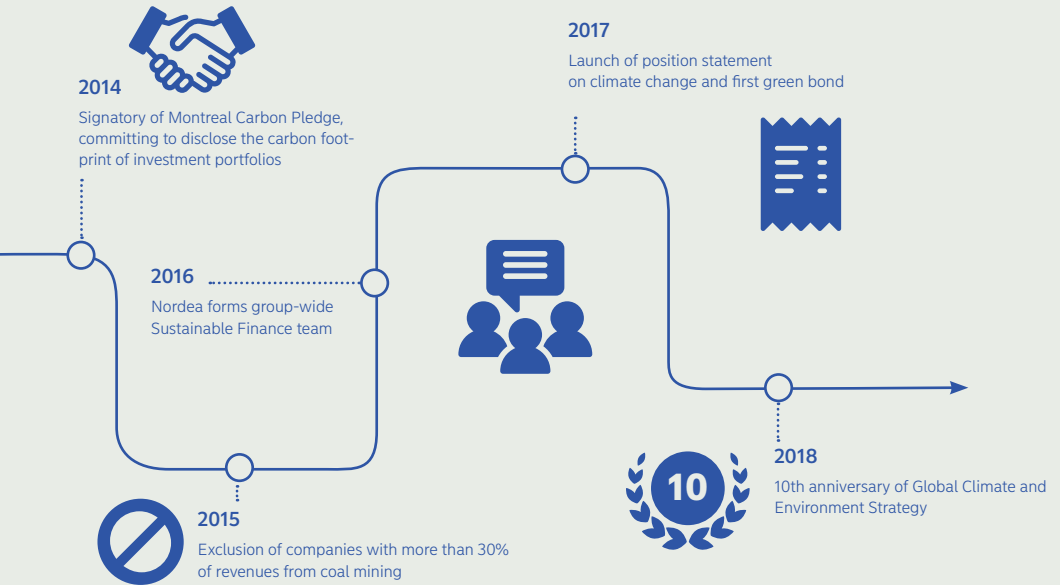 2014
Signatory of Montreal Carbon Pledge,
committing to disclose the carbon foot-
print of investment portfolios
2015
Exclusion of companies with more than 30%
of revenues from coal mining
2016
Nordea forms group-wide
Sustainable Finance team
2017
Launch of position statement
on climate change and first green bond
10
2018
10th anniversary of Global Climate and
Environment Strategy